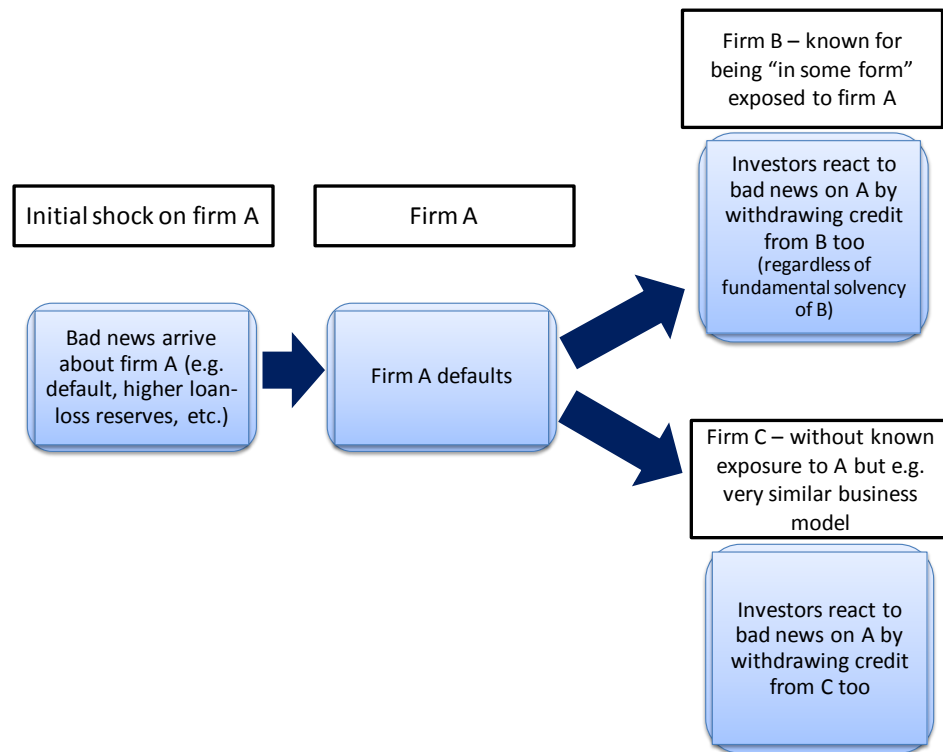 Initial shock on firm A
Bad news arrive
about firm A (e.g.
default, higher loan-
loss reserves, etc.)
Firm A
Firm A defaults
Firm B – known for
being “in some form”
exposed to firm A
Investors react to
bad news on A by
withdrawing credit
from B too
(regardless of
fundamental solvency
of B)
Firm C – without known
exposure to A but e.g.
very similar business
model
Investors react to
bad news on A by
withdrawing credit
from C too